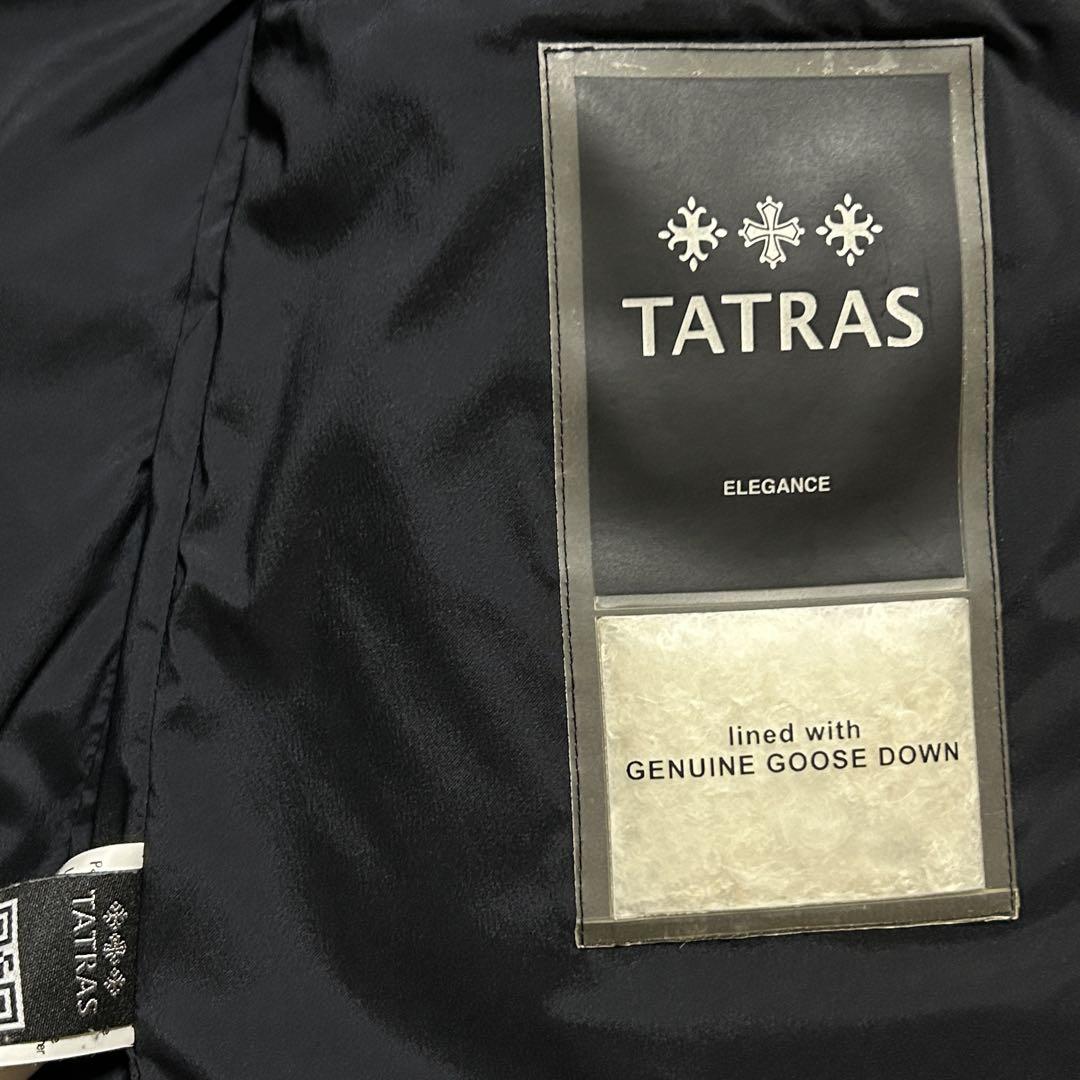 TATRAS
ELEGANCE
lined with
GENUINE GOOSE DOWN
TATRAS